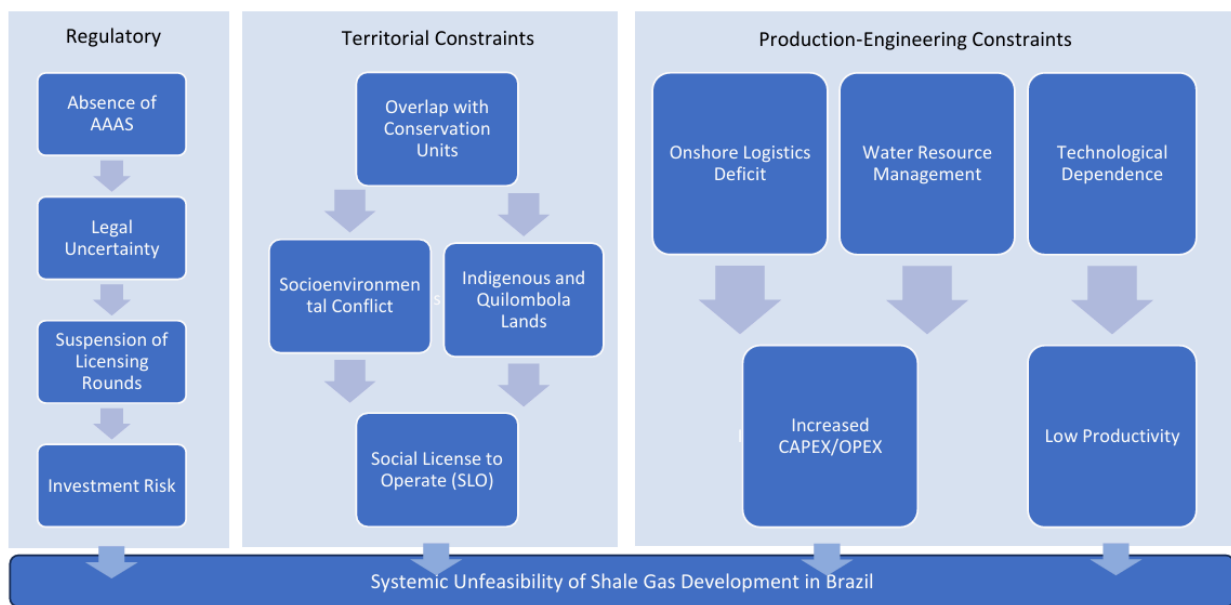 Regulatory
Absence of
AAAS
Legal
Uncertainty
Suspension of
Licensing
Rounds
Investment Risk
Territorial Constraints
Overlap with
Conservation
Units
Socioenvironmen
tal Conflict
s
Indigenous and
Quilombola
Lands
Social License to
Operate (SLO)
Production-Engineering Constraints
Onshore Logistics
Deficit
Water Resource
Management
Technological
Dependence
Increased
CAPEX/OPEX
Low Productivity
Systemic Unfeasibility of Shale Gas Development in Brazil